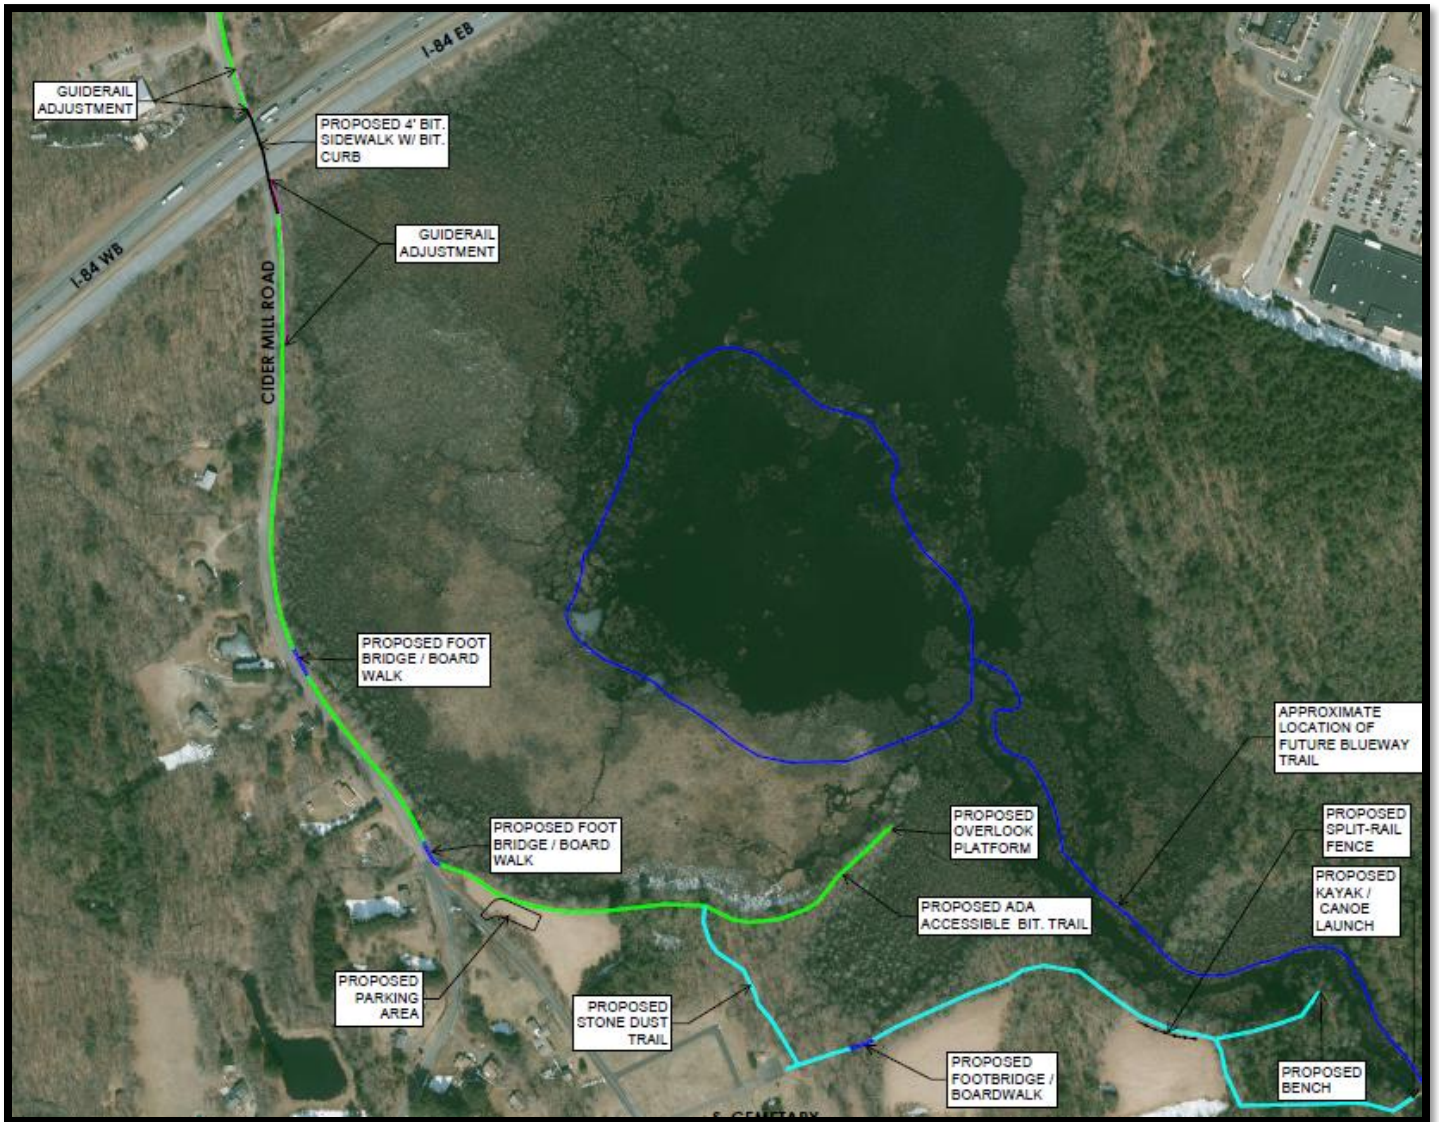 I-84 EB
GUIDERAIL
ADJUSTMENT
PROPOSED 4' BIT.
SIDEWALK W/ BIT.
CURB
GUIDERAIL
ADJUSTMENT
I-84 WB
CIDER MILL ROAD
PROPOSED FOOT
BRIDGE / BOARD
WALK
APPROXIMATE
LOCATION OF
FUTURE BLUEWAY
TRAIL
PROPOSED FOOT
BRIDGE / BOARD
WALK
PROPOSED
OVERLOOK
PLATFORM
PROPOSED
SPLIT-RAIL
FENCE
PROPOSED
KAYAK /
CANOE
LAUNCH
PROPOSED ADA
ACCESSIBLE BIT. TRAIL
PROPOSED
PARKING
AREA
PROPOSED
STONE DUST
TRAIL
PROPOSED
FOOTBRIDGE /
BOARDWALK
PROPOSED
BENCH
S. CEMETARY